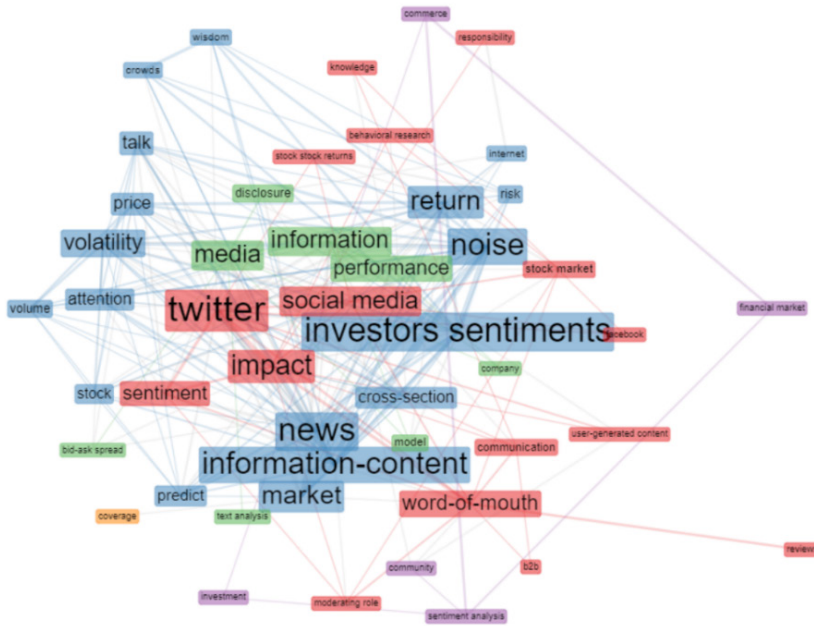 commerce
wisdom
responsibility
knowledge
crowds
behavioral research
talk
stock stock returns
internet
disclosure
risk
price
return
volatility
information
noise
media
performance
stock market
attention
social media
volume
twitter
financial market
investors sentiments
facebook
impact
company
sentiment
stock
cross-section
news
user-generated content
model
communication
bid-ask spread
information-content
market
predict
word-of-mouth
coverage
text analysis
review
community
b2b
investment
moderating role
sentiment analysis